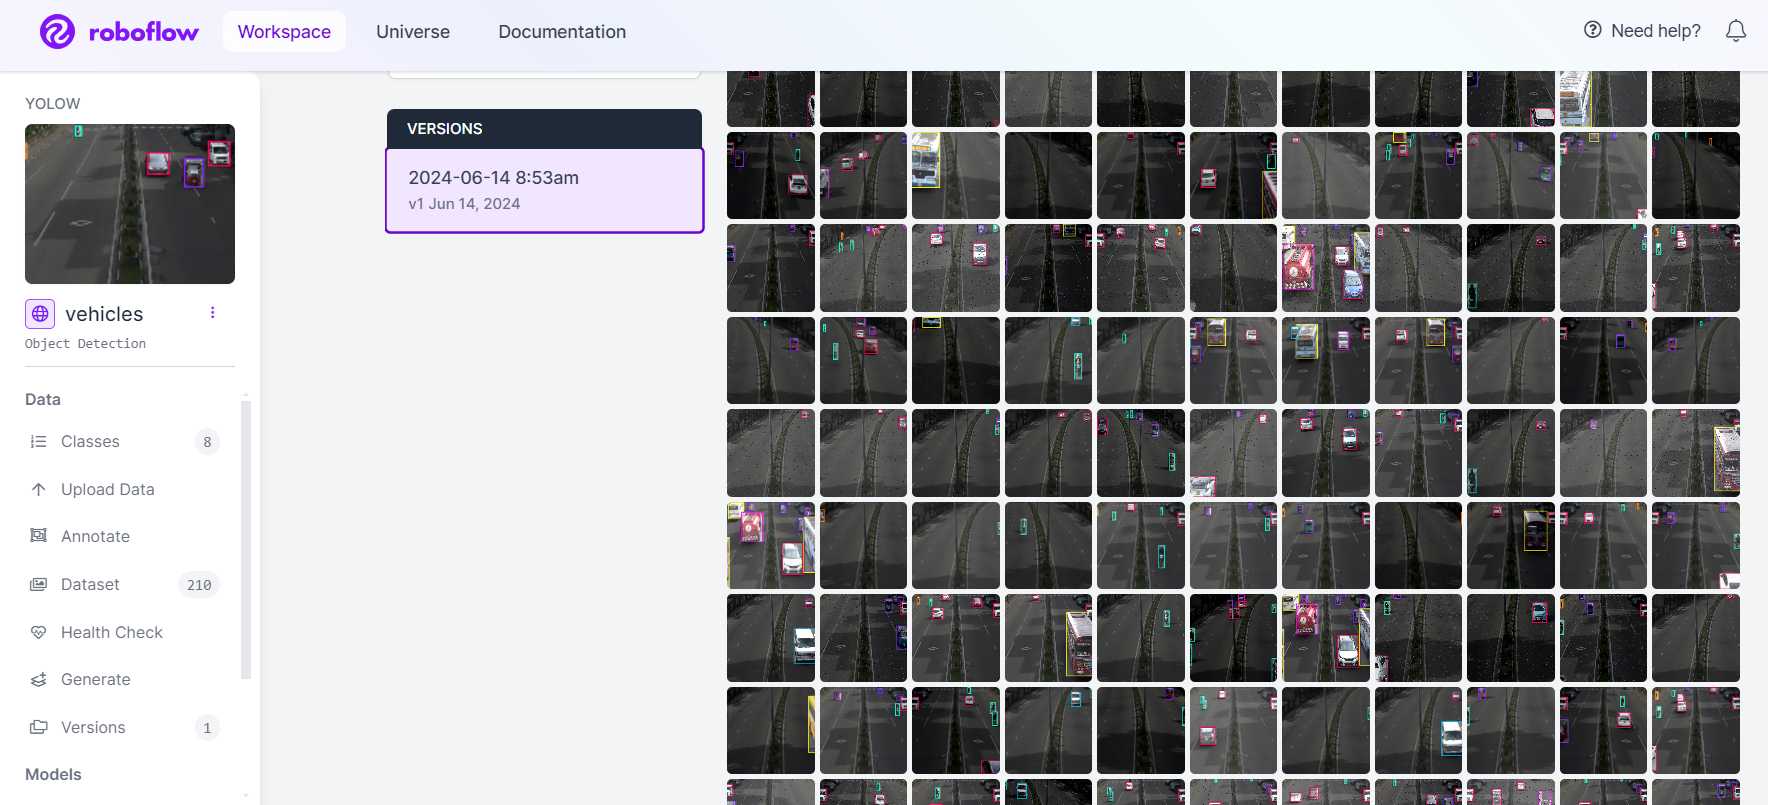 roboflow
Workspace
Universe
Documentation
Need help?
YOLOW
vehicles
Object Detection
Data
Classes
8
Upload Data
Annotate
Dataset
210
Health Check
Generate
Versions
1
Models
VERSIONS
2024-06-14 8:53am
v1 Jun 14, 2024